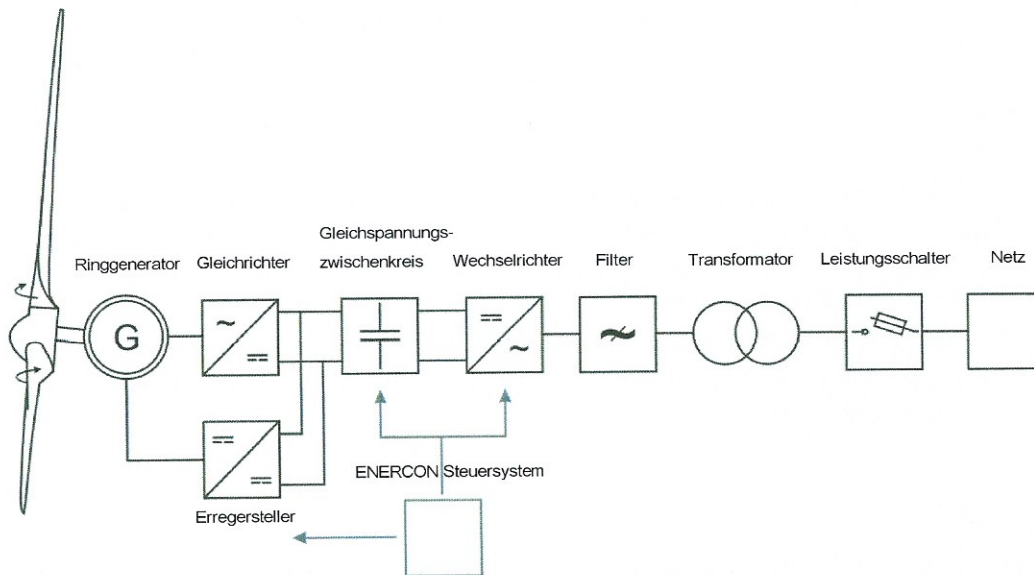 Ringgenerator
Gleichrichter
Gleichspannungs-
zwischenkreis
Wechselrichter
Filter
Transformator
Leistungsschalter
Netz
G
ENERCON Steuersystem
Erregersteller